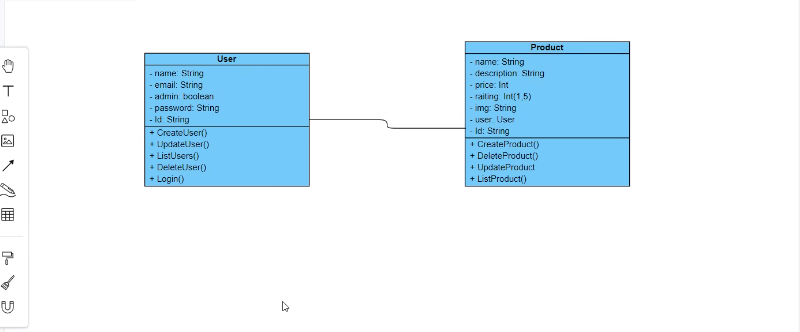 User
- name: String
- email: String
- admin: boolean
- password: String
- Id: String
+ CreateUser()
+ UpdateUser()
+ ListUsers()
+ DeleteUser()
+ Login()
Product
- name: String
- description: String
- price: Int
- raiting: Int(1,5)
- img: String
- user: User
- Id: String
+ CreateProduct()
+ DeleteProduct()
+ UpdateProduct
+ ListProduct()